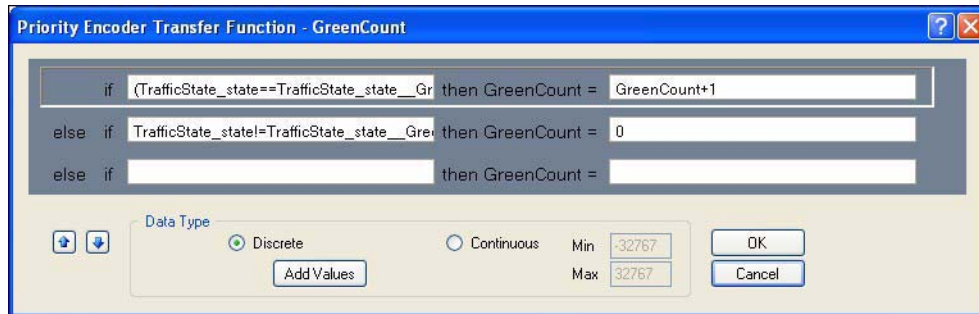 Priority Encoder Transfer Function - GreenCount
if (TrafficState_state==TrafficState_state__Gr then GreenCount = GreenCount+1
else if TrafficState_state!=TrafficState_state__Gree then GreenCount = 0
else if then GreenCount =
Data Type
Discrete Continuous Min -32767 OK
Add Values Max 32767 Cancel